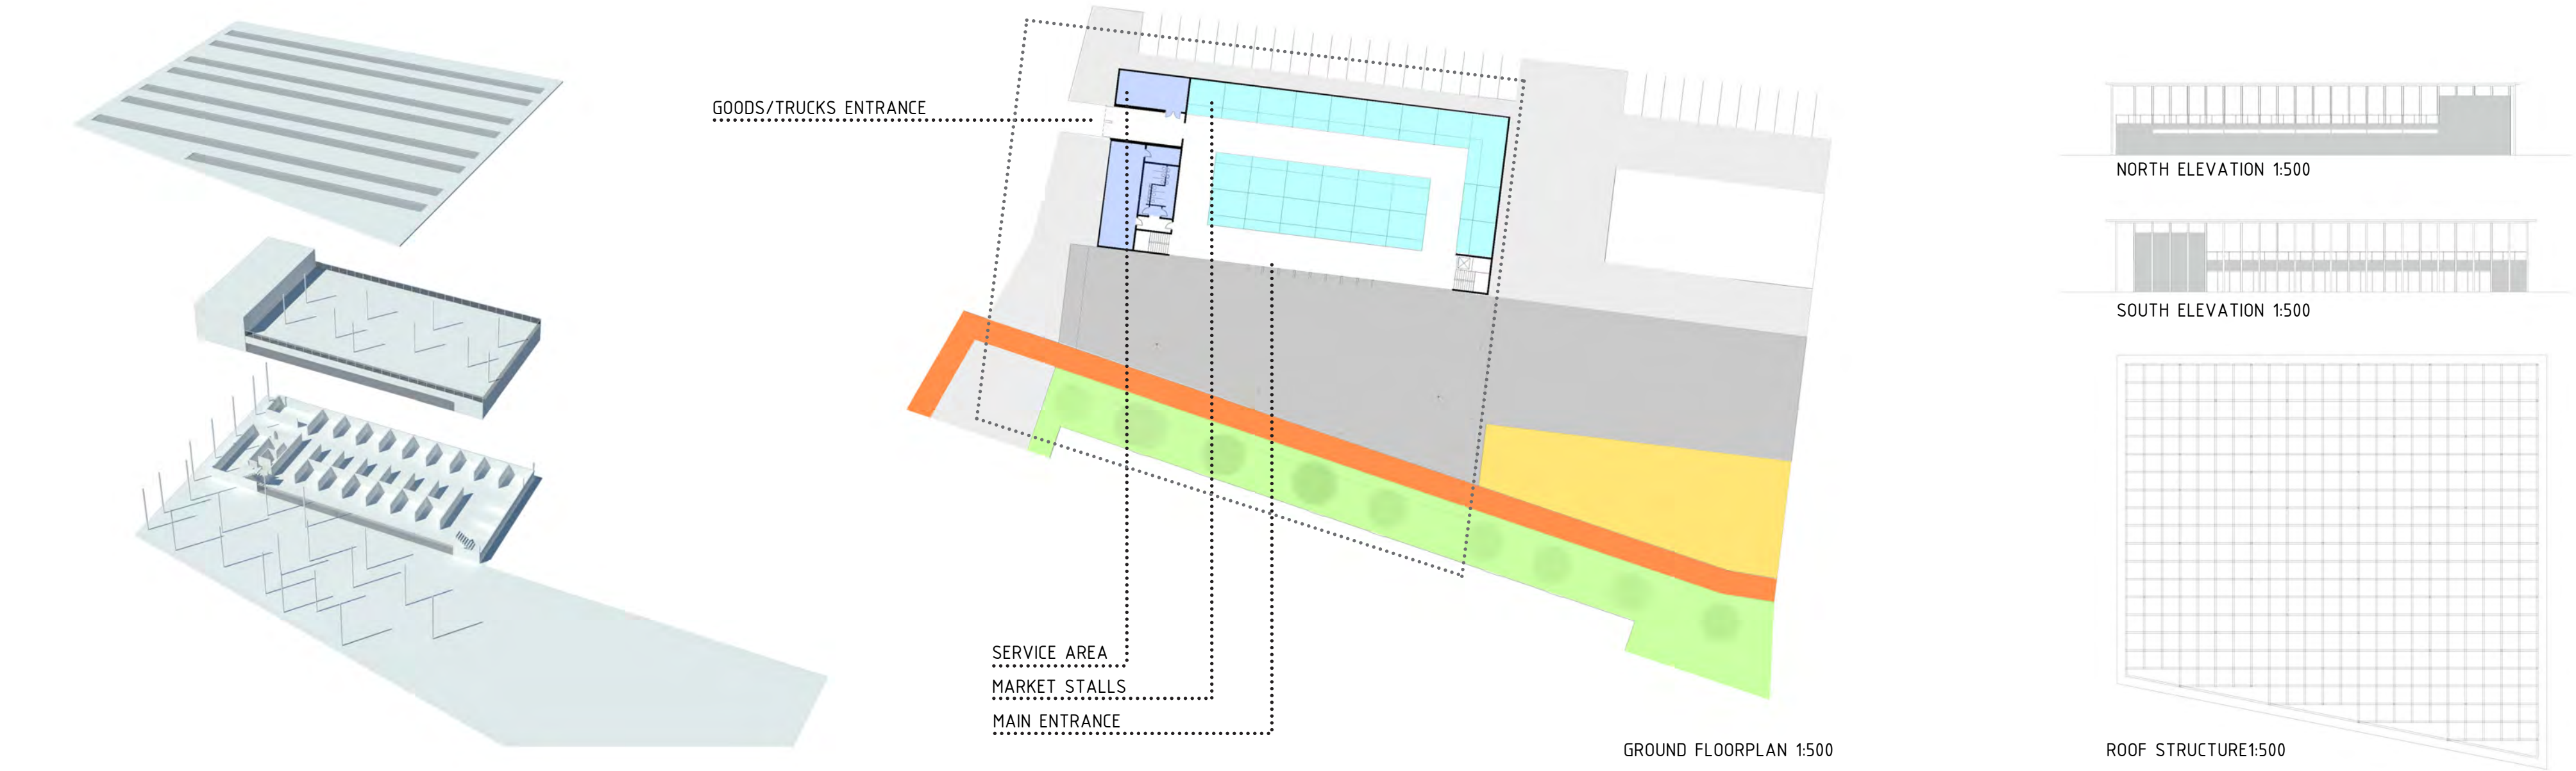 GOODS/TRUCKS ENTRANCE
SERVICE AREA
MARKET STALLS
MAIN ENTRANCE
GROUND FLOORPLAN 1:500
NORTH ELEVATION 1:500
SOUTH ELEVATION 1:500
ROOF STRUCTURE1:500